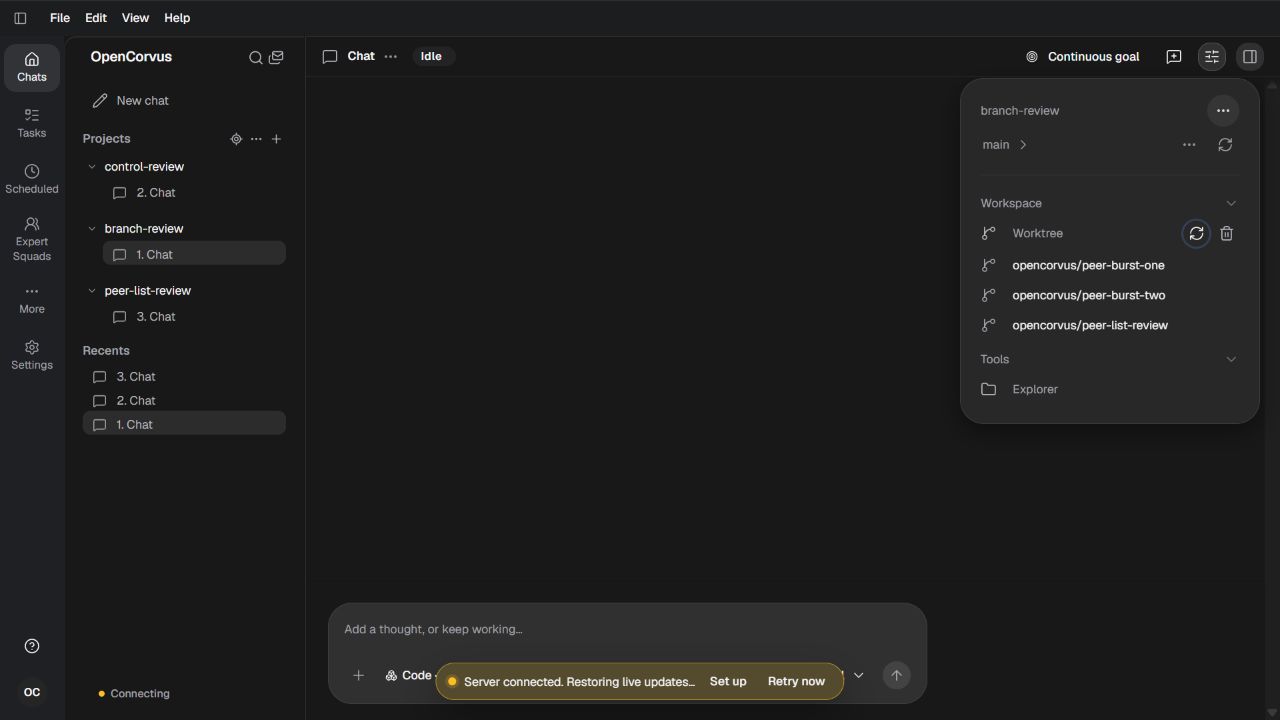 File Edit View Help
OpenCorvus
Chat ... Idle
Continuous goal
Chats
Tasks
Scheduled
Expert
Squads
More
Settings
OC
New chat
Projects
control-review
2. Chat
branch-review
1. Chat
peer-list-review
3. Chat
Recents
3. Chat
2. Chat
1. Chat
Connecting
branch-review
main
Workspace
Worktree
opencorvus/peer-burst-one
opencorvus/peer-burst-two
opencorvus/peer-list-review
Tools
Explorer
Add a thought, or keep working...
Code
Server connected. Restoring live updates... Set up Retry now